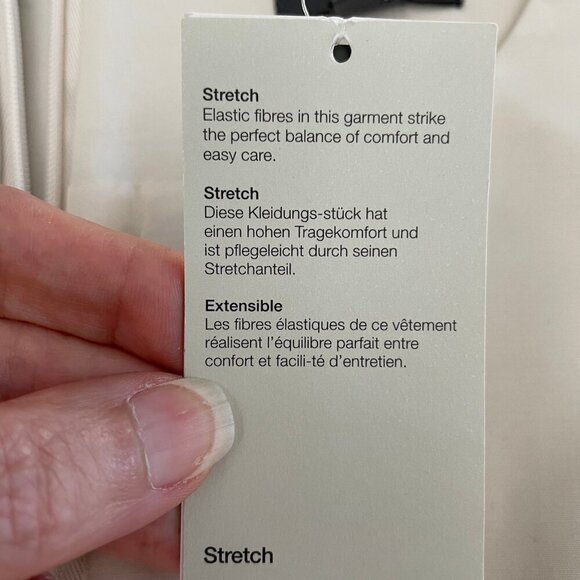 Stretch
Elastic fibres in this garment strike
the perfect balance of comfort and
easy care.
Stretch
Diese Kleidungs-stück hat
einen hohen Tragekomfort und
ist pflegeleicht durch seinen
Stretchanteil.
Extensible
Les fibres élastiques de ce vêtement
réalisent l'équilibre parfait entre
confort et facili-té d'entretien.
Stretch